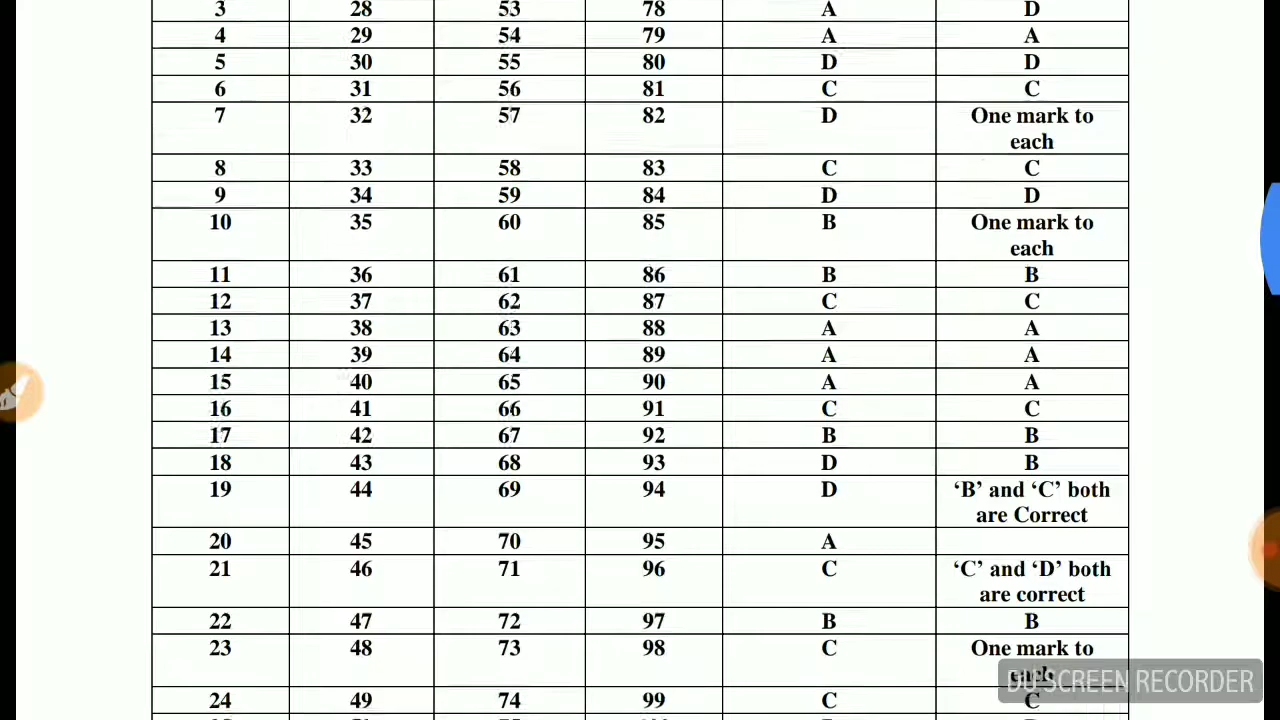 3 28 53 78 A D
4 29 54 79 A A
5 30 55 80 D D
6 31 56 81 C C
7 32 57 82 D One mark to
each
8 33 58 83 C C
9 34 59 84 D D
10 35 60 85 B One mark to
each
11 36 61 86 B B
12 37 62 87 C C
13 38 63 88 A A
14 39 64 89 A A
15 40 65 90 A A
16 41 66 91 C C
17 42 67 92 B B
18 43 68 93 D B
19 44 69 94 D ‘B’ and ‘C’ both
are Correct
20 45 70 95 A
21 46 71 96 C ‘C’ and ‘D’ both
are correct
22 47 72 97 B B
23 48 73 98 C One mark to
each
DU SCREEN RECORDER
24 49 74 99 C C